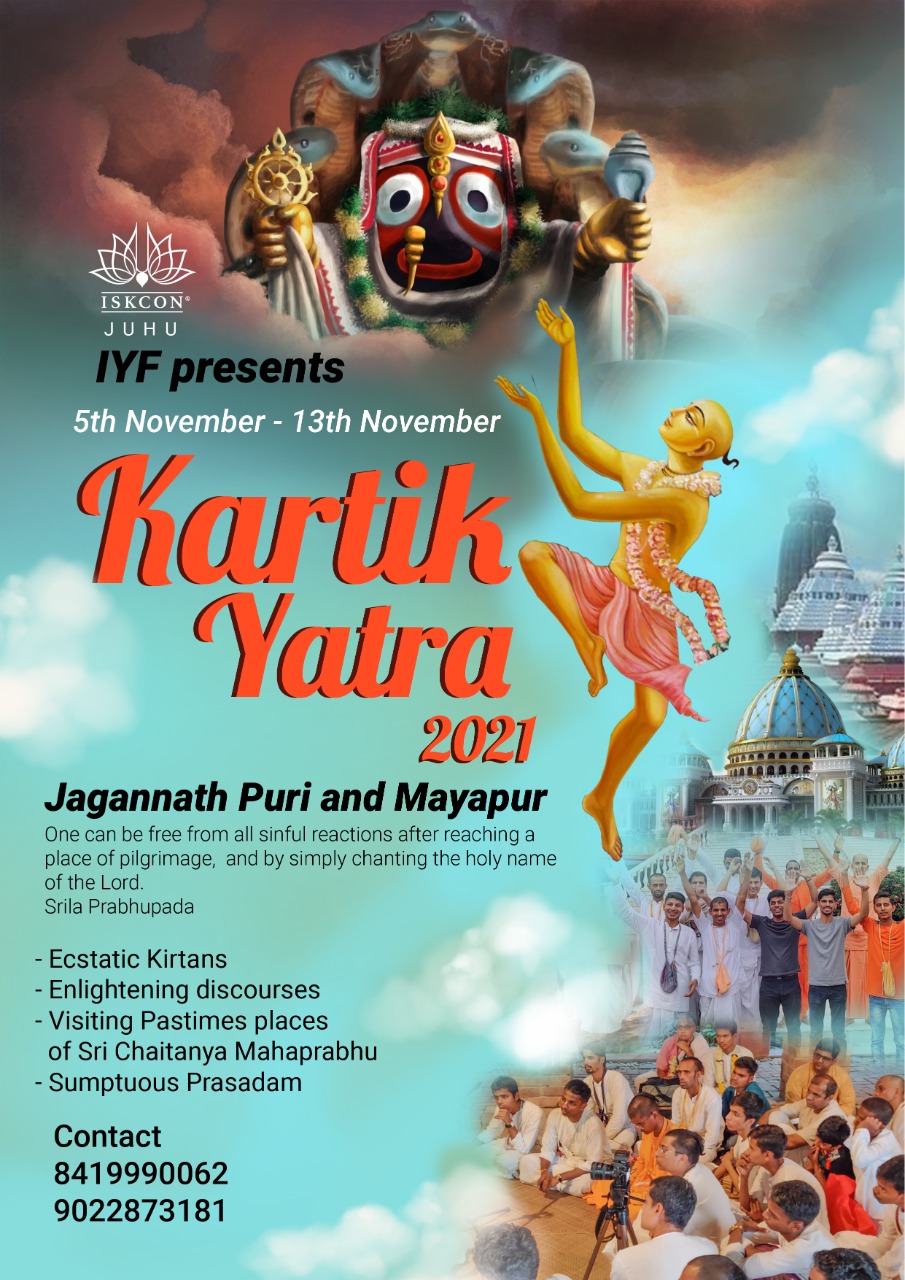 ISKCON®
JUHU
IYF presents
5th November - 13th November
Kartik
Yatra
2021
Jagannath Puri and Mayapur
One can be free from all sinful reactions after reaching a
place of pilgrimage, and by simply chanting the holy name
of the Lord.
Srila Prabhupada
- Ecstatic Kirtans
- Enlightening discourses
- Visiting Pastimes places
of Sri Chaitanya Mahaprabhu
- Sumptuous Prasadam
Contact
8419990062
9022873181